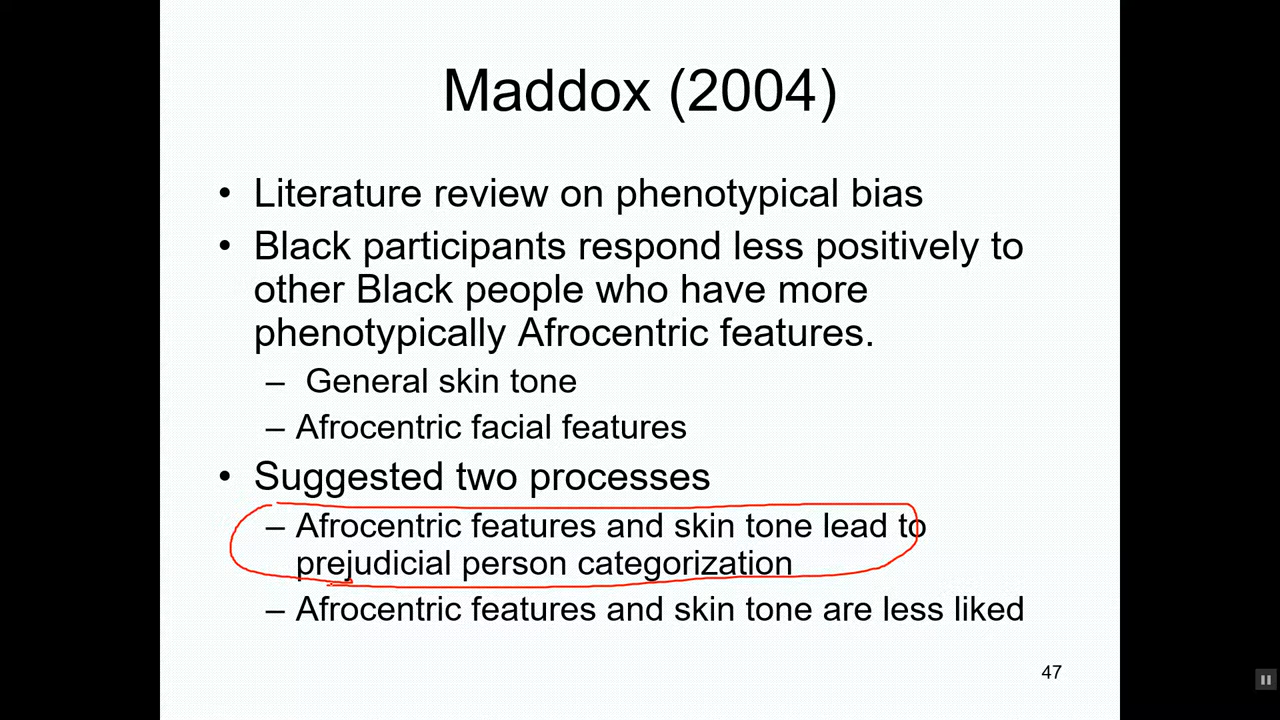 Maddox (2004)
• Literature review on phenotypical bias
• Black participants respond less positively to
other Black people who have more
phenotypically Afrocentric features.
– General skin tone
– Afrocentric facial features
• Suggested two processes
– Afrocentric features and skin tone lead to
prejudicial person categorization
– Afrocentric features and skin tone are less liked
47